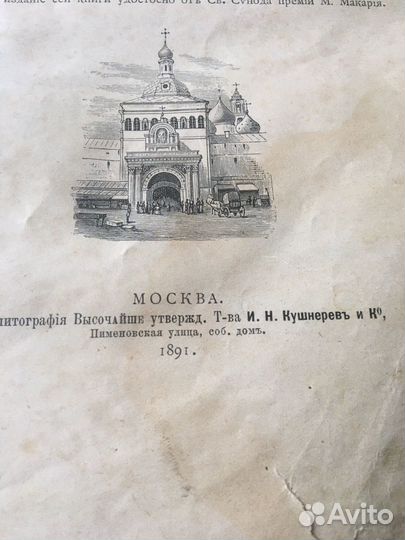 изданіе сей книги удостоено отъ Св. Сѵнода преміи М. Макарія.
МОСКВА.
литографія Высочайше утвержд. Т-ва И. Н. Кушнеревъ и Ко,
Пименовская улица, соб. домъ.
1891.
Avito